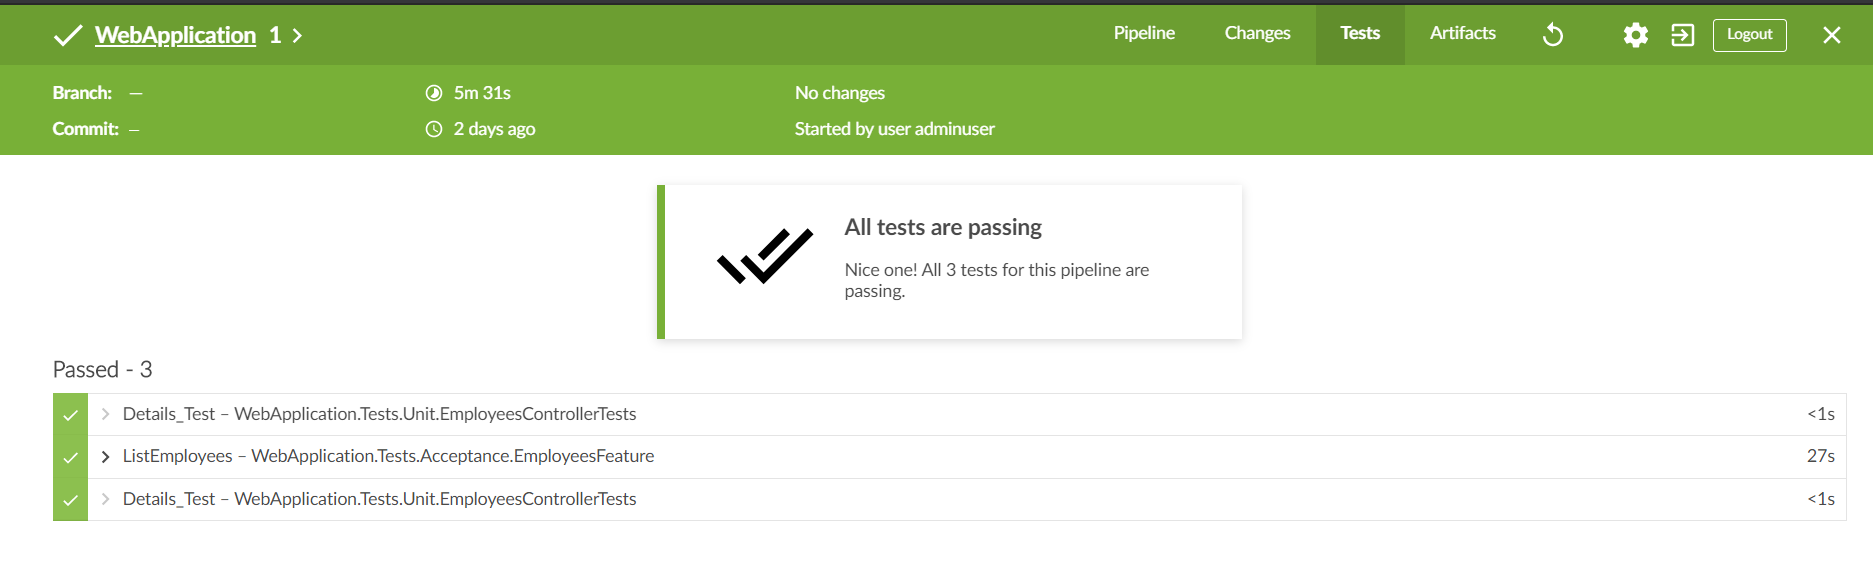 WebApplication 1 Pipeline Changes Tests Artifacts Logout
Branch: — 5m 31s No changes
Commit: – 2 days ago Started by user adminuser
All tests are passing
Nice one! All 3 tests for this pipeline are
passing.
Passed - 3
Details_Test – WebApplication.Tests.Unit.EmployeesControllerTests <1s
ListEmployees – WebApplication.Tests.Acceptance.EmployeesFeature 27s
Details_Test – WebApplication.Tests.Unit.EmployeesControllerTests <1s